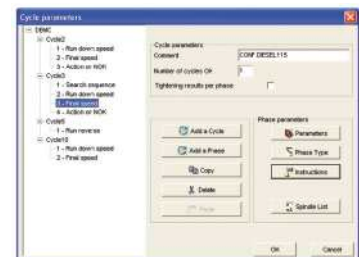 Cycle parameters
DBMC
Cycle2
1 - Run down speed
2 - Final speed
3 - Action or NOK
Cycle3
1 - Search sequence
2 - Run down speed
3 - Final speed
4 - Action or NOK
Cycle5
1 - Run reverse
Cycle10
1 - Run down speed
2 - Final speed
Cycle parameters
Comment
CONF DIESEL115
Number of cycles OK
Tightening results per phase
Add a Cycle
Add a Phase
Copy
Delete
Paste
Phase parameters
Parameters
Phase Type
Instructions
Spindle List
OK
Cancel